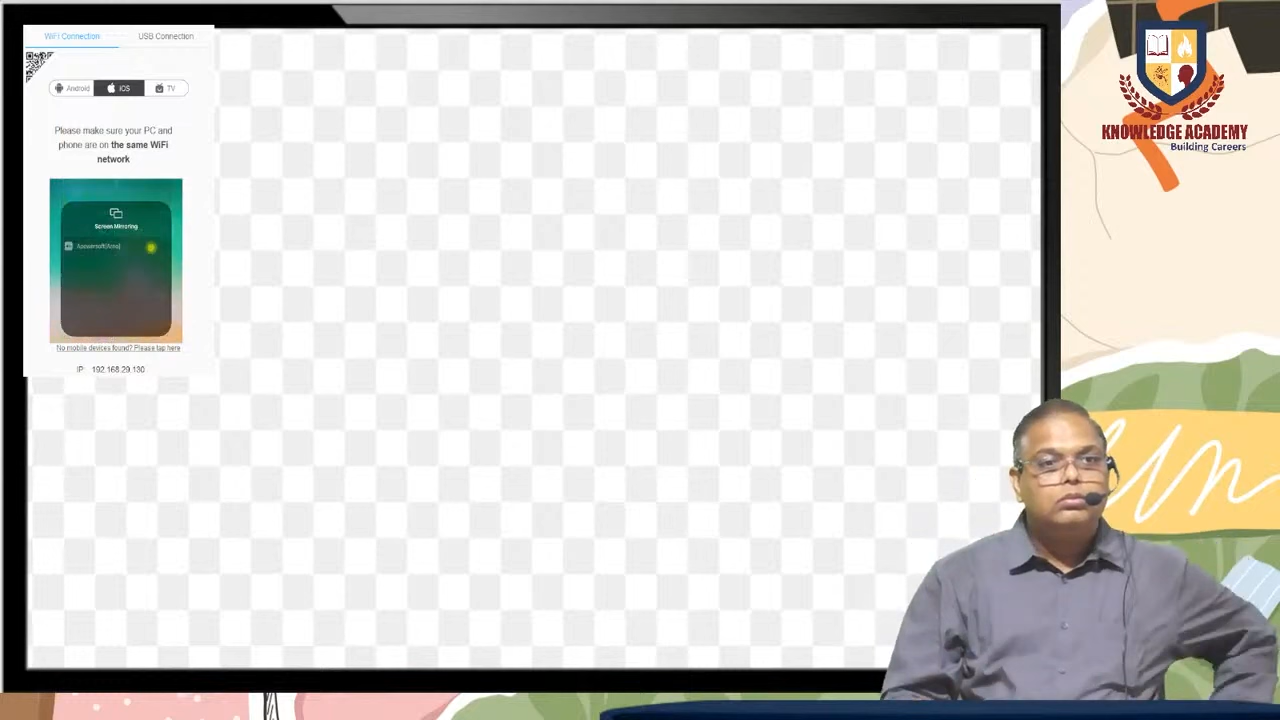 WiFi Connection
USB Connection
Android
iOS
TV
Please make sure your PC and
phone are on the same WiFi
network
Screen Mirroring
No mobile devices found? Please tap here
IP 192.168.29.130
KNOWLEDGE ACADEMY
Building Careers